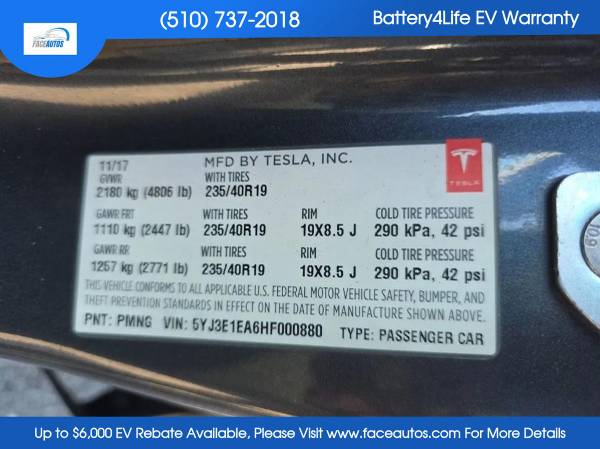 FACEAUTOS
(510) 737-2018
Battery4Life EV Warranty
11/17
MFD BY TESLA, INC.
GVWR
WITH TIRES
2180 kg (4806 lb) 235/40R19
TESLA
GAWR FRT WITH TIRES RIM COLD TIRE PRESSURE
1110 kg (2447 lb) 235/40R19 19X8.5 J 290 kPa, 42 psi
GAWR RR WITH TIRES RIM COLD TIRE PRESSURE
1257 kg (2771 lb) 235/40R19 19X8.5 J 290 kPa, 42 psi
THIS VEHICLE CONFORMS TO ALL APPLICABLE U.S. FEDERAL MOTOR VEHICLE SAFETY, BUMPER, AND
THEFT PREVENTION STANDARDS IN EFFECT ON THE DATE OF MANUFACTURE SHOWN ABOVE.
PNT: PMNG VIN: 5YJ3E1EA6HF000880 TYPE: PASSENGER CAR
Up to $6,000 EV Rebate Available, Please Visit www.faceautos.com For More Details